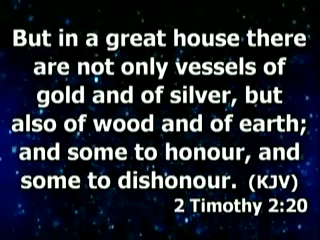 But in a great house there
are not only vessels of
gold and of silver, but
also of wood and of earth;
and some to honour, and
some to dishonour. (KJV)
2 Timothy 2:20